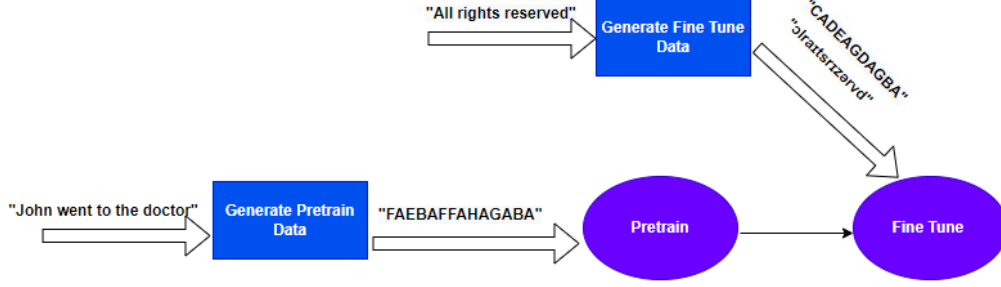 "All rights reserved"
Generate Fine Tune
Data
"CADEAGDAGBA"
"ɔlraɪtsrɪzərvd"
"John went to the doctor"
Generate Pretrain
Data
"FAEBAFFAHAGABA"
Pretrain
Fine Tune